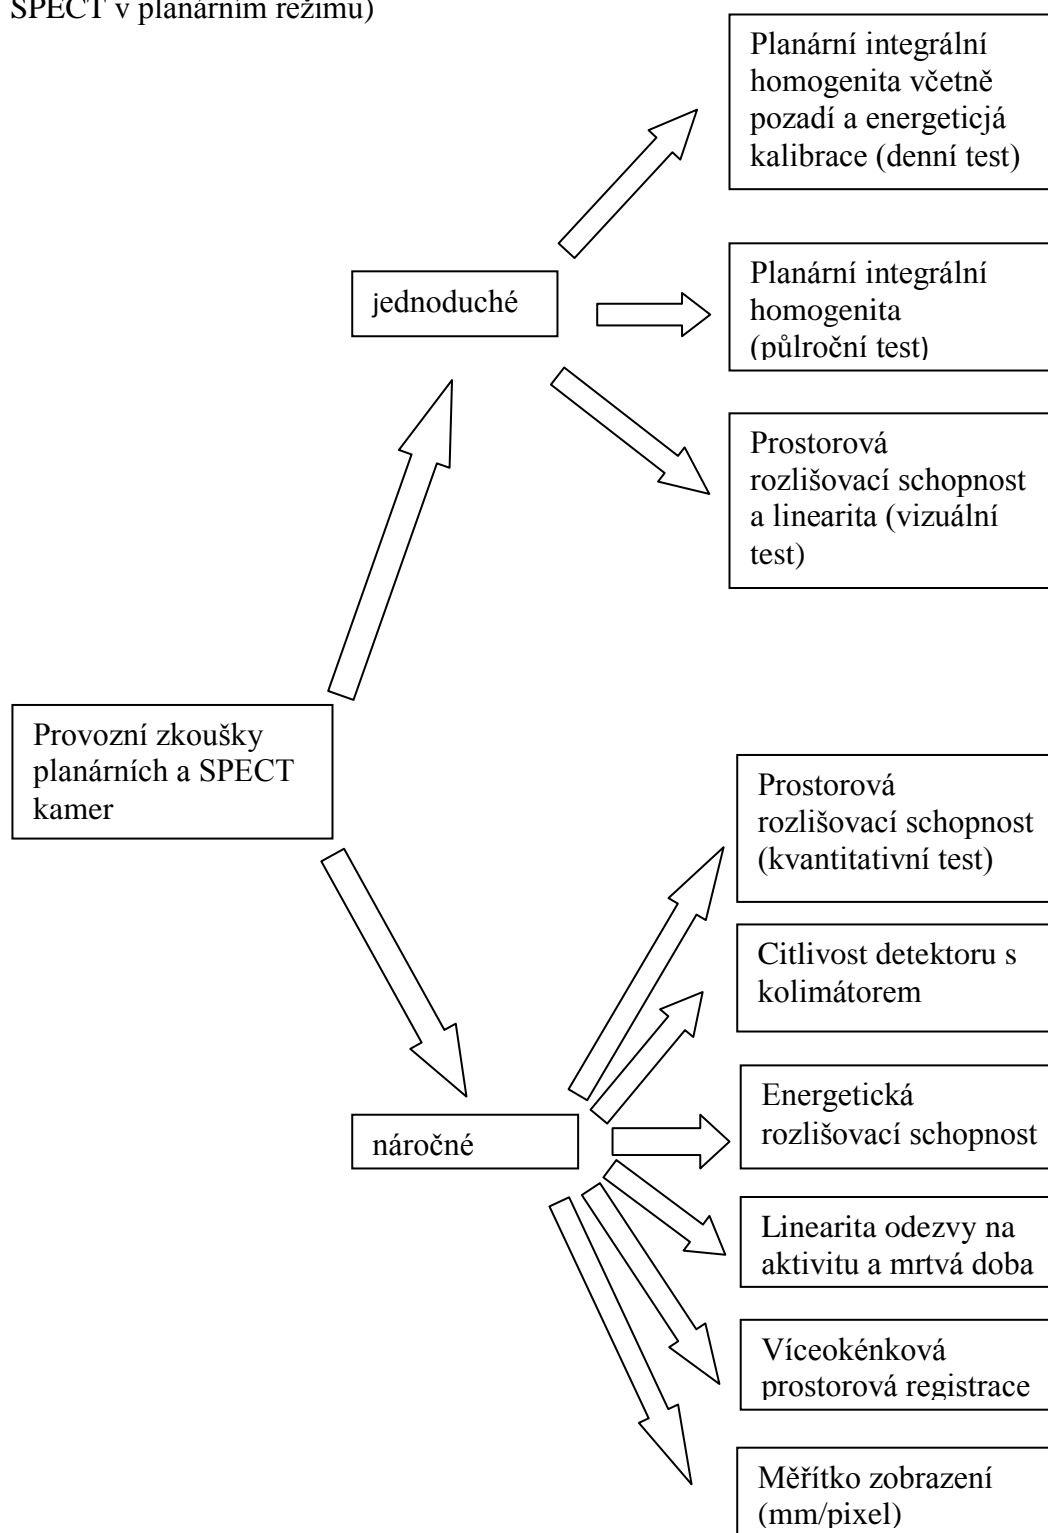 SPECT v planárním režimu)
Planární integrální
homogenita včetně
pozadí a energeticjá
kalibrace (denní test)
jednoduché
Planární integrální
homogenita
(půlroční test)
Prostorová
rozlišovací schopnost
a linearita (vizuální
test)
Provozní zkoušky
planárních a SPECT
kamer
Prostorová
rozlišovací schopnost
(kvantitativní test)
Citlivost detektoru s
kolimátorem
náročné
Energetická
rozlišovací schopnost
Linearita odezvy na
aktivitu a mrtvá doba
Víceokénková
prostorová registrace
Měřítko zobrazení
(mm/pixel)